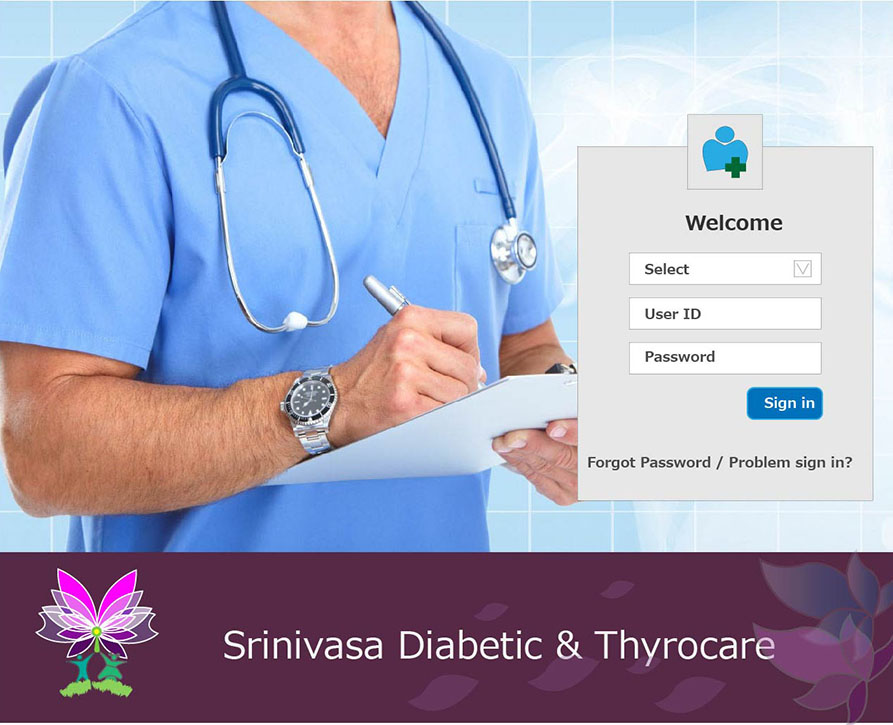 Welcome
Select
User ID
Password
Sign in
Forgot Password / Problem sign in?
Srinivasa Diabetic & Thyrocare